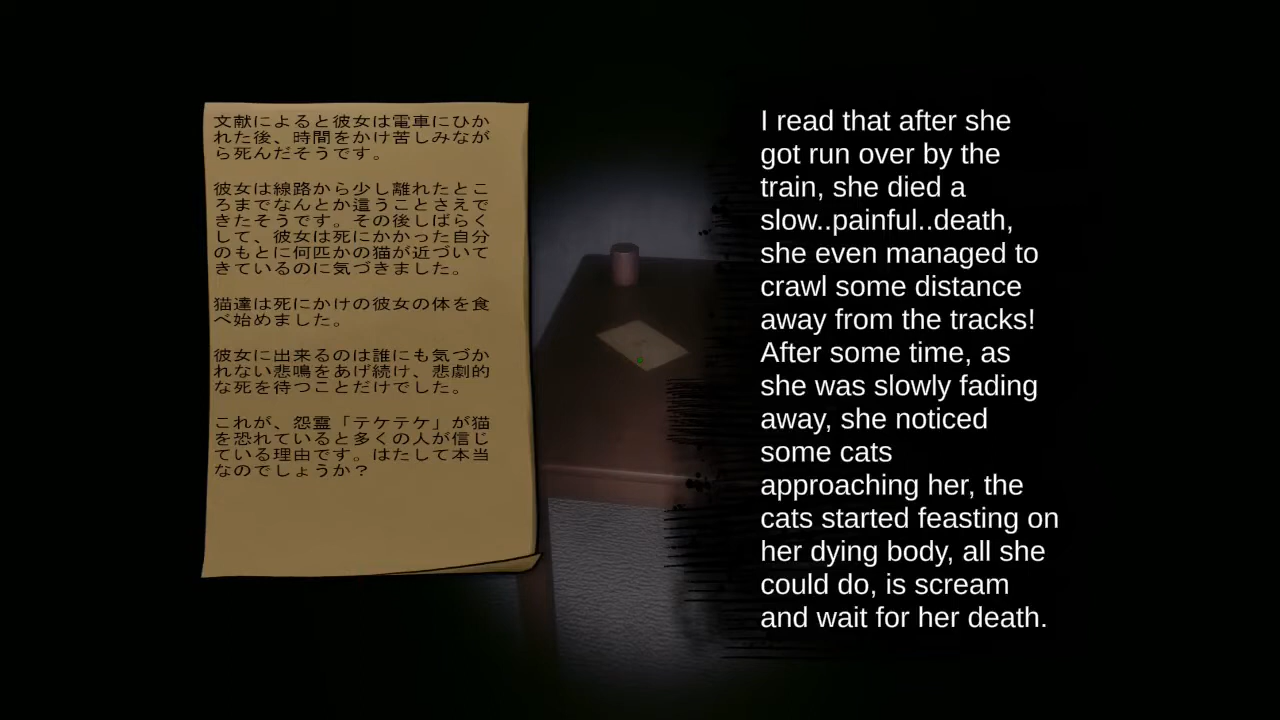 文献によると彼女は電車にひか
れた後、時間をかけ苦しみなが
ら死んだそうです。
彼女は線路から少し離れたとこ
ろまでなんとか這うことさえで
きたそうです。その後しばらく
して、彼女は死にかかった自分
のもとに何匹かの猫が近づいて
きているのに気づきました。
猫達は死にかけの彼女の体を食
べ始めました。
彼女に出来るのは誰にも気づか
れない悲鳴をあげ続け、悲劇的
な死を待つことだけでした。
これが、怨霊「テケテケ」が猫
を恐れていると多くの人が信じ
ている理由です。はたして本当
なのでしょうか？
I read that after she
got run over by the
train, she died a
slow..painful..death,
she even managed to
crawl some distance
away from the tracks!
After some time, as
she was slowly fading
away, she noticed
some cats
approaching her, the
cats started feasting on
her dying body, all she
could do, is scream
and wait for her death.